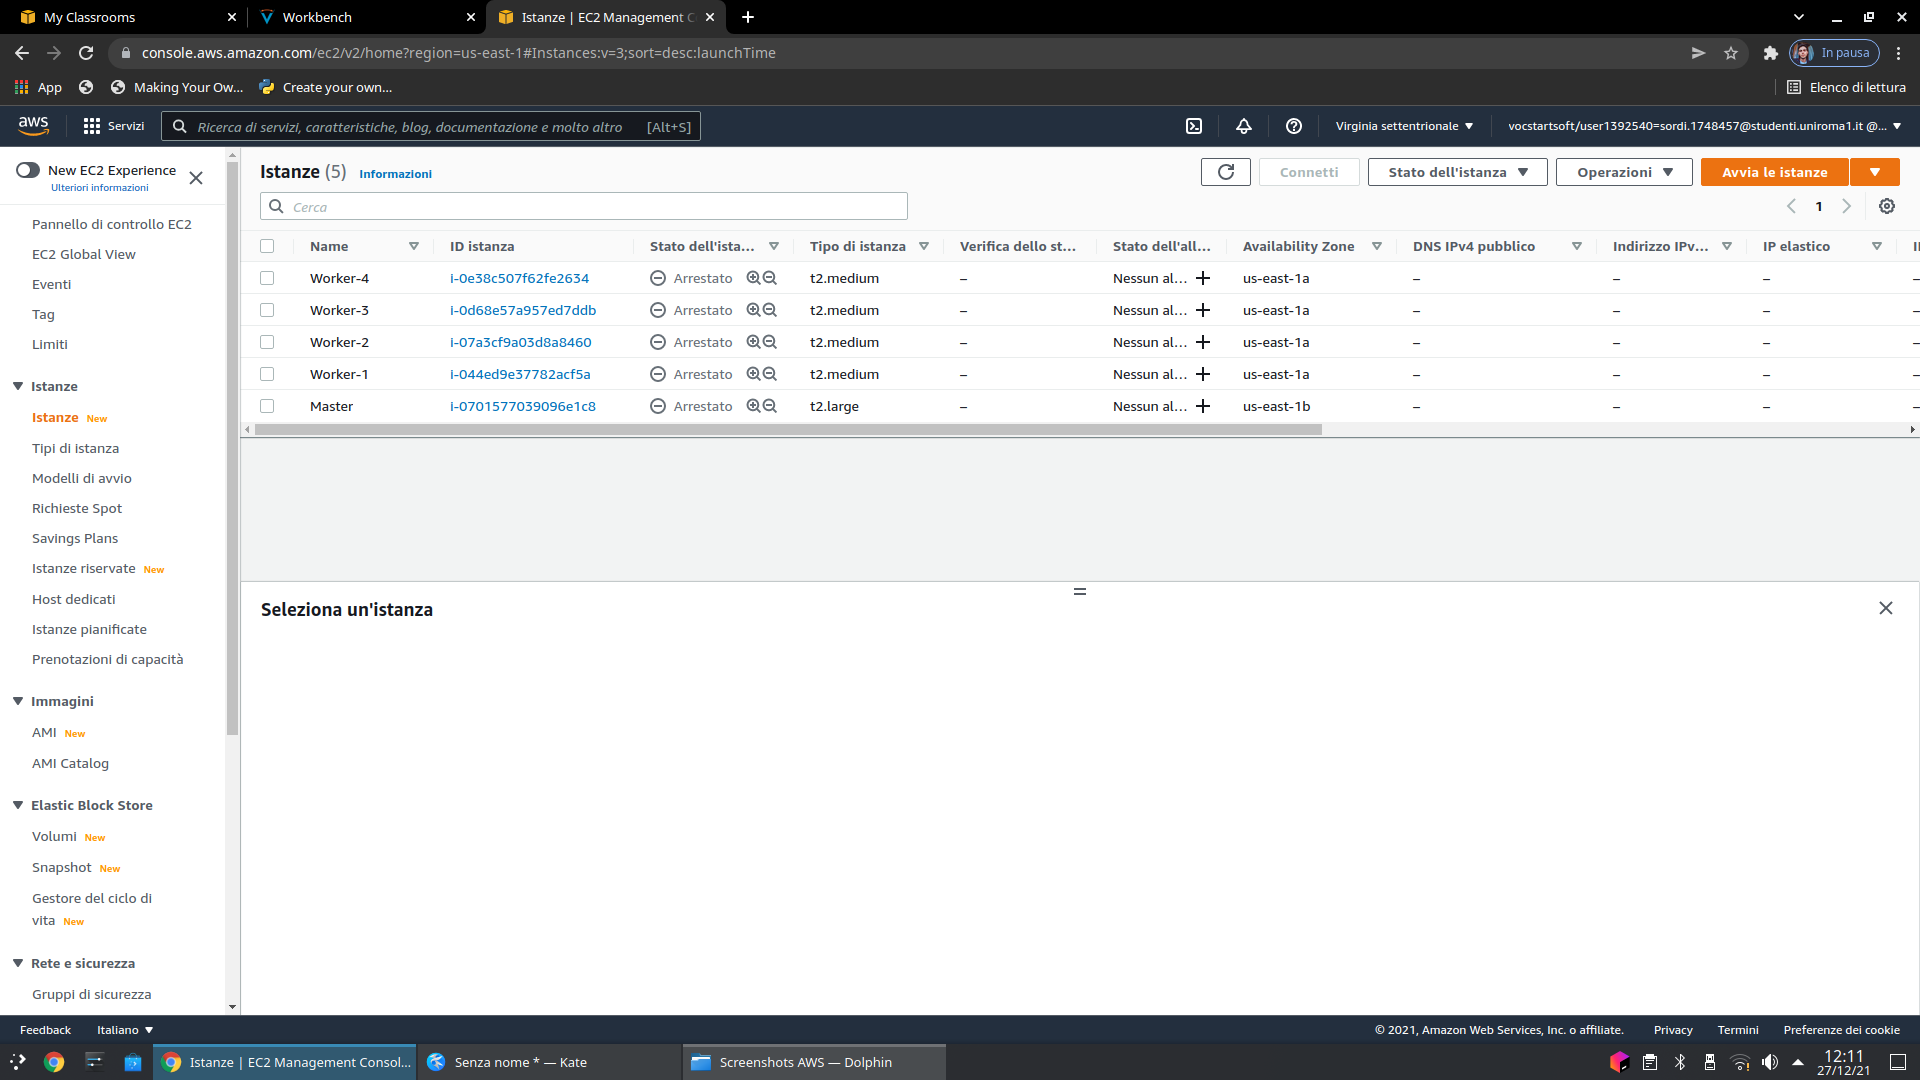 My Classrooms
Workbench
Istanze | EC2 Management C
console.aws.amazon.com/ec2/v2/home?region=us-east-1#Instances:v=3;sort=desc:launchTime
In pausa
App
Making Your Ow...
Create your own...
Elenco di lettura
aws
Servizi
Ricerca di servizi, caratteristiche, blog, documentazione e molto altro [Alt+S]
Virginia settentrionale
vocstartsoft/user1392540=sordi.1748457@studenti.uniroma1.it @...
New EC2 Experience
Ulteriori informazioni
Pannello di controllo EC2
EC2 Global View
Eventi
Tag
Limiti
Istanze
Istanze New
Tipi di istanza
Modelli di avvio
Richieste Spot
Savings Plans
Istanze riservate New
Host dedicati
Istanze pianificate
Prenotazioni di capacità
Immagini
AMI New
AMI Catalog
Elastic Block Store
Volumi New
Snapshot New
Gestore del ciclo di
vita New
Rete e sicurezza
Gruppi di sicurezza
Istanze (5) Informazioni
Connetti
Stato dell'istanza
Operazioni
Avvia le istanze
Cerca
1
Name ID istanza Stato dell'ista... Tipo di istanza Verifica dello st... Stato dell'all... Availability Zone DNS IPv4 pubblico Indirizzo IPv... IP elastico
Worker-4 i-0e38c507f62fe2634 Arrestato t2.medium – Nessun al... us-east-1a – – –
Worker-3 i-0d68e57a957ed7ddb Arrestato t2.medium – Nessun al... us-east-1a – – –
Worker-2 i-07a3cf9a03d8a8460 Arrestato t2.medium – Nessun al... us-east-1a – – –
Worker-1 i-044ed9e37782acf5a Arrestato t2.medium – Nessun al... us-east-1a – – –
Master i-0701577039096e1c8 Arrestato t2.large – Nessun al... us-east-1b – – –
Seleziona un'istanza
Feedback
Italiano
© 2021, Amazon Web Services, Inc. o affiliate.
Privacy
Termini
Preferenze dei cookie
Istanze | EC2 Management Consol...
Senza nome * — Kate
Screenshots AWS — Dolphin
12:11
27/12/21